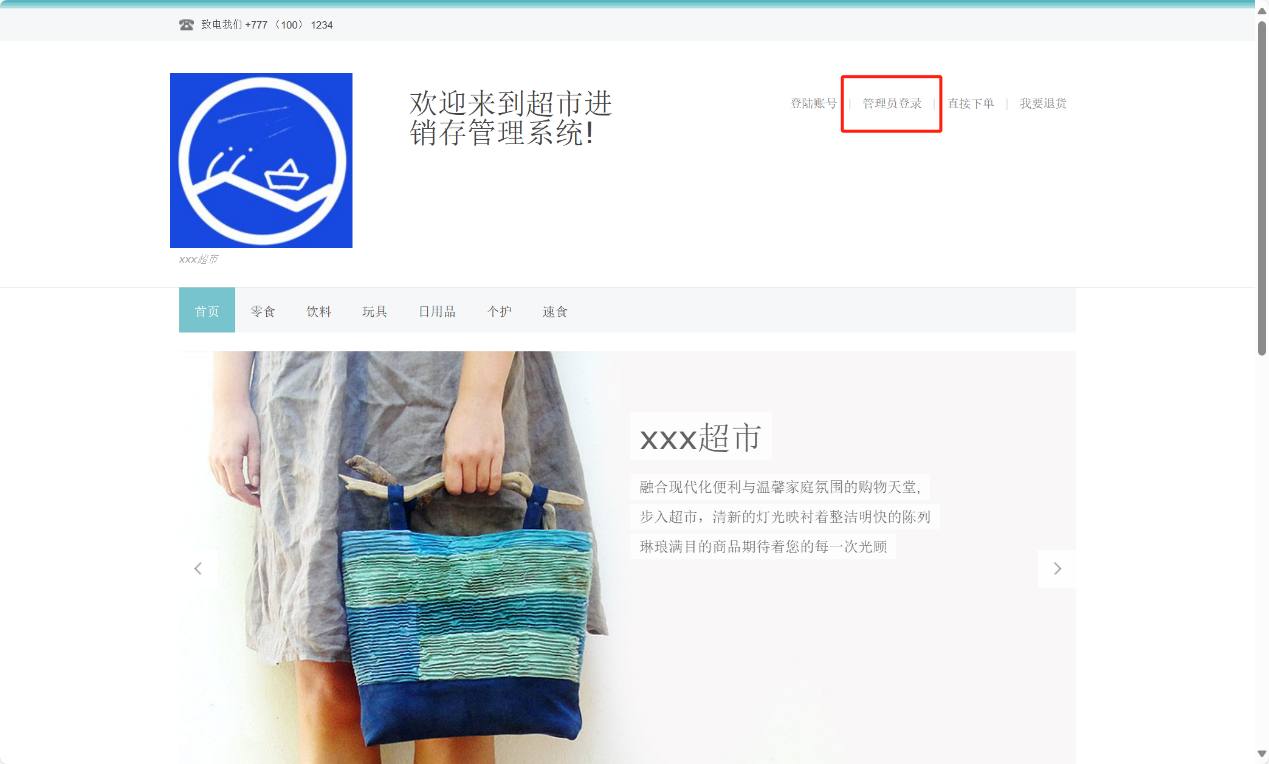 致电我们 +777 （100） 1234
欢迎来到超市进
销存管理系统!
登陆账号 | 管理员登录 | 直接下单 | 我要退货
xxx超市
首页 零食 饮料 玩具 日用品 个护 速食
xxx超市
融合现代化便利与温馨家庭氛围的购物天堂,
步入超市，清新的灯光映衬着整洁明快的陈列
琳琅满目的商品期待着您的每一次光顾